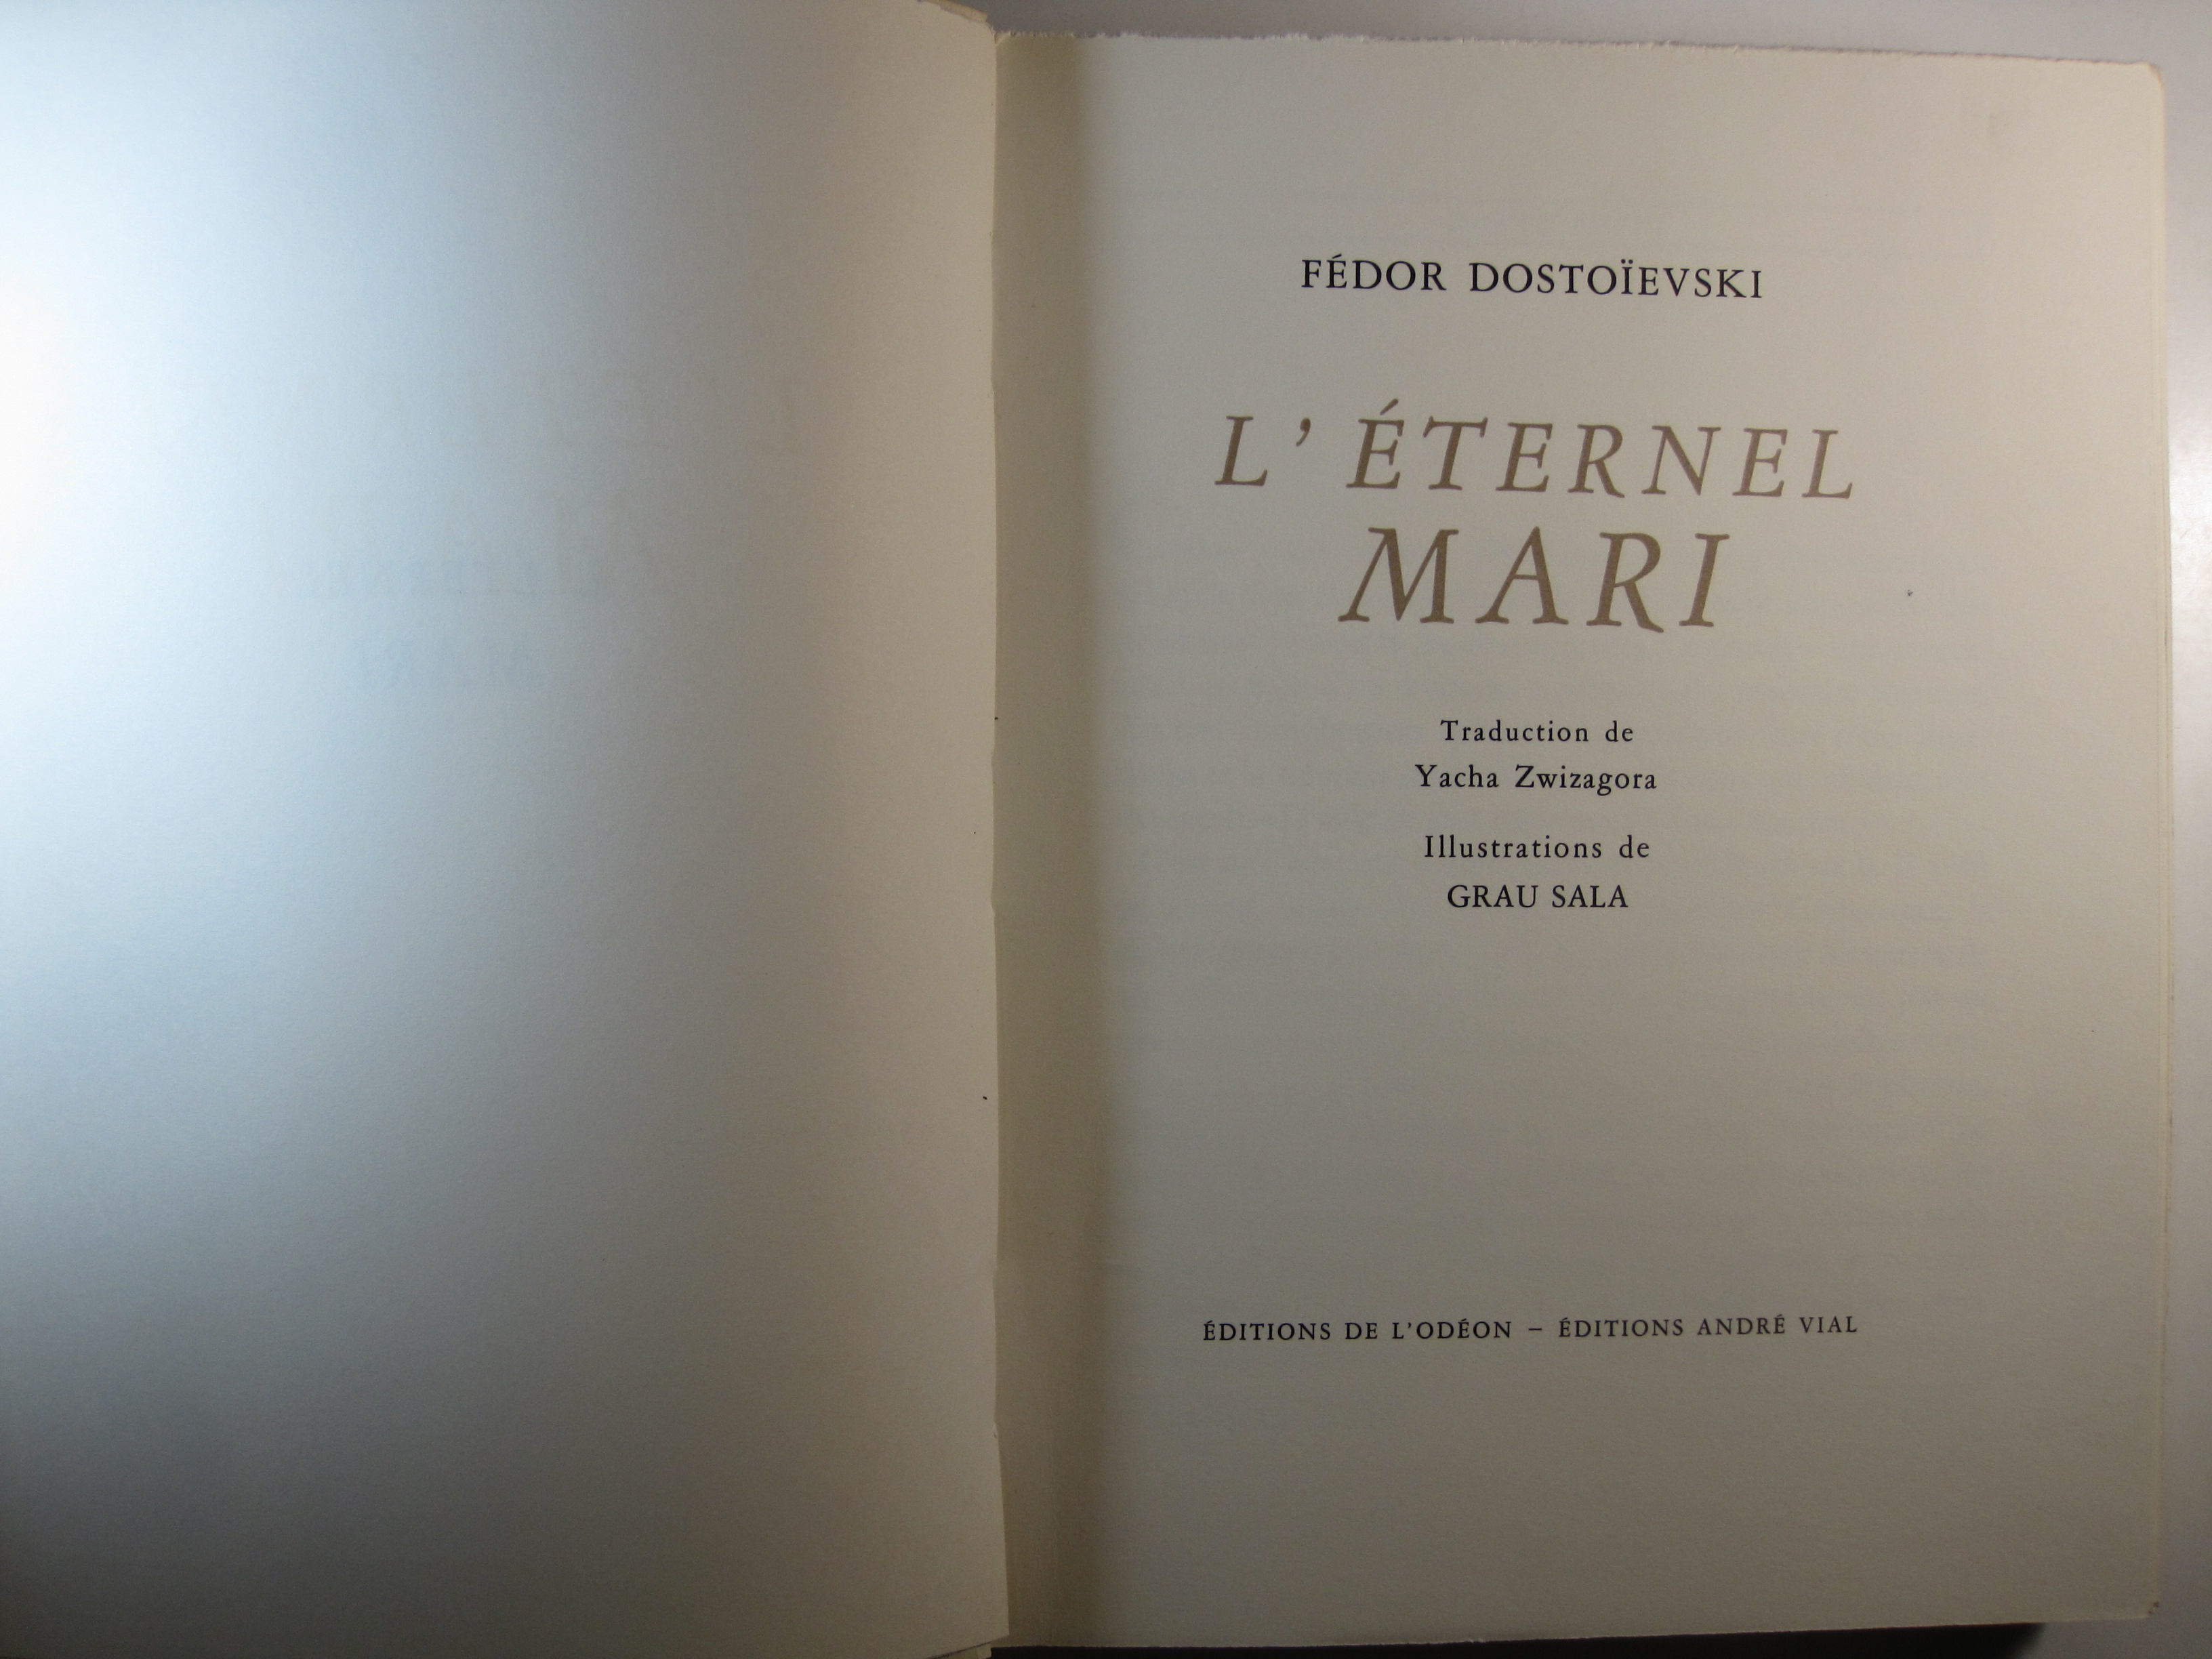 FÉDOR DOSTOÏEVSKI
L'ÉTERNEL
MARI
Traduction de
Yacha Zwizagora
Illustrations de
GRAU SALA
ÉDITIONS DE L'ODÉON – ÉDITIONS ANDRÉ VIAL